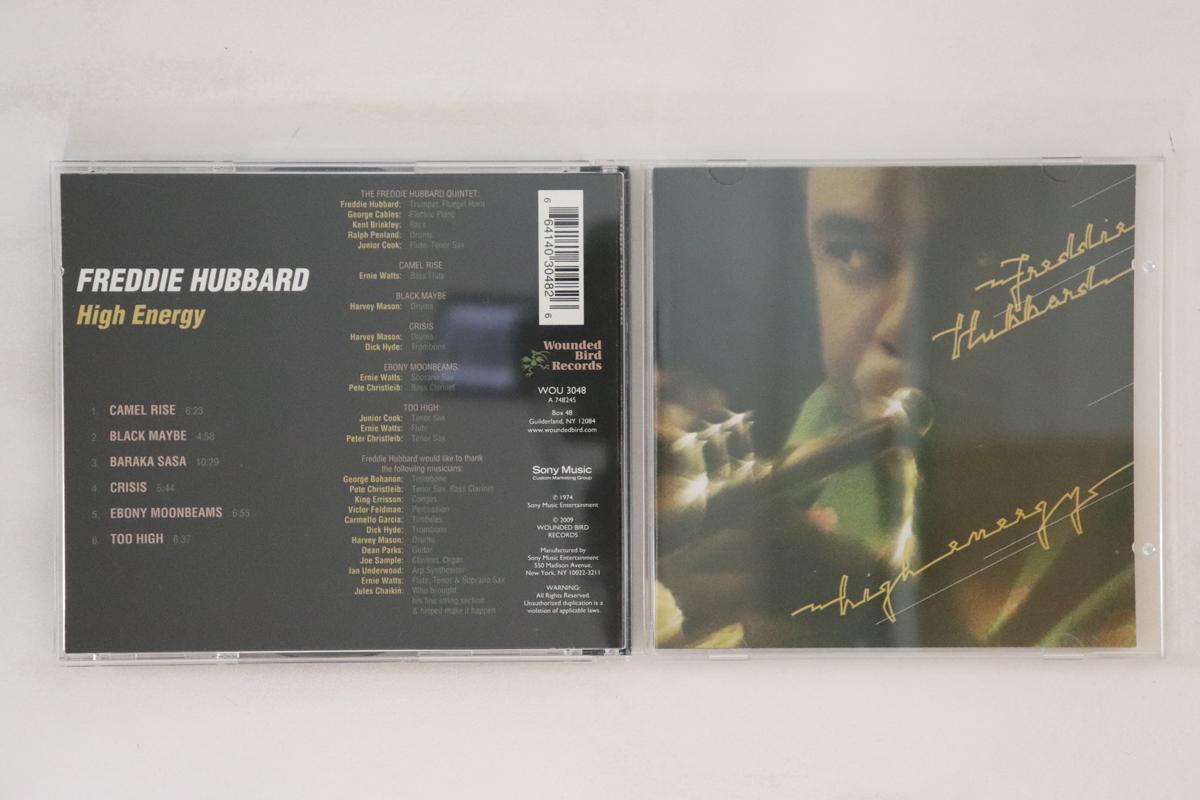 FREDDIE HUBBARD
High Energy
1. CAMEL RISE 6:23
2. BLACK MAYBE 4:58
3. BARAKA SASA 10:29
4. CRISIS 5:44
5. EBONY MOONBEAMS 6:55
6. TOO HIGH 6:37
THE FREDDIE HUBBARD QUINTET:
Freddie Hubbard: Trumpet, Fluegel Horn
George Cables: Electric Piano
Kent Brinkley: Bass
Ralph Penland: Drums
Junior Cook: Flute, Tenor Sax
CAMEL RISE
Ernie Watts: Bass Flute
BLACK MAYBE
Harvey Mason: Drums
CRISIS
Harvey Mason: Drums
Dick Hyde: Trombone
EBONY MOONBEAMS:
Ernie Watts: Soprano Sax
Pete Christleib: Bass Clarinet
TOO HIGH:
Junior Cook: Tenor Sax
Ernie Watts: Flute
Peter Christleib: Tenor Sax
Freddie Hubbard would like to thank
the following musicians:
George Bohanon: Trombone
Pete Christleib: Tenor Sax, Bass Clarinet
King Errisson: Congas
Victor Feldman: Percussion
Carmello Garcia: Timbales
Dick Hyde: Trombone
Harvey Mason: Drums
Dean Parks: Guitar
Joe Sample: Clavinet, Organ
Ian Underwood: Arp Synthesizer
Ernie Watts: Flute, Tenor & Soprano Sax
Jules Chaikin: Who brought
his fine string section
& helped make it happen
6 64140 30482 6
Wounded
Bird
Records
WOU 3048
A 748245
Box 48
Guilderland, NY 12084
www.woundedbird.com
Sony Music
Custom Marketing Group
℗ 1974
Sony Music Entertainment
© 2009
WOUNDED BIRD
RECORDS
Manufactured by
Sony Music Entertainment
550 Madison Avenue,
New York, NY 10022-3211
WARNING:
All Rights Reserved.
Unauthorized duplication is a
violation of applicable laws.
Freddie
Hubbard
high energy